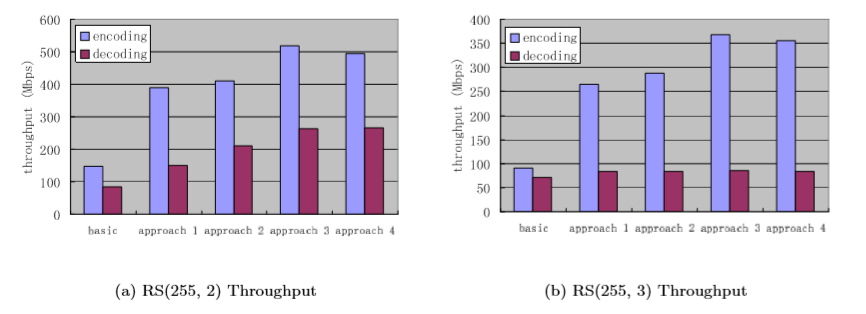 600
500
400
300
200
100
0
throughput (Mbps)
encoding
decoding
basic approach 1 approach 2 approach 3 approach 4
(a) RS(255, 2) Throughput
400
350
300
250
200
150
100
50
0
throughput (Mbps)
encoding
decoding
basic approach 1 approach 2 approach 3 approach 4
(b) RS(255, 3) Throughput